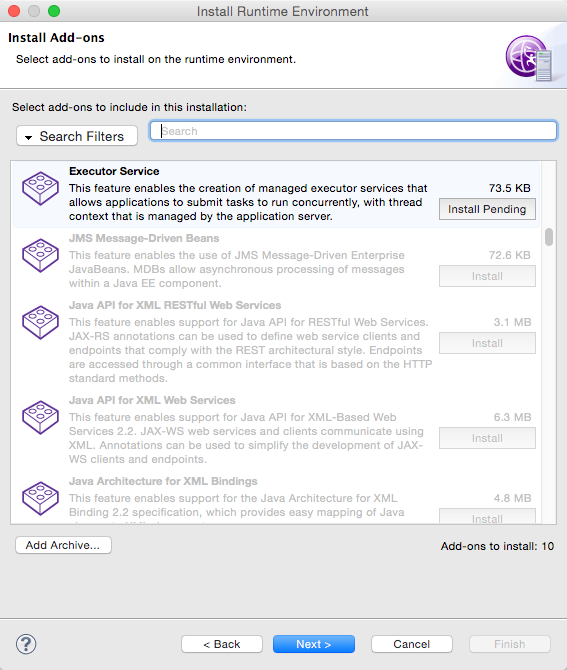 Install Runtime Environment
Install Add-ons
Select add-ons to install on the runtime environment.
Select add-ons to include in this installation:
Search Filters
Search
Executor Service
This feature enables the creation of managed executor services that
allows applications to submit tasks to run concurrently, with thread
context that is managed by the application server.
73.5 KB
Install Pending
JMS Message-Driven Beans
This feature enables the use of JMS Message-Driven Enterprise
JavaBeans. MDBs allow asynchronous processing of messages
within a Java EE component.
72.6 KB
Install
Java API for XML RESTful Web Services
This feature enables support for Java API for RESTful Web Services.
JAX-RS annotations can be used to define web service clients and
endpoints that comply with the REST architectural style. Endpoints
are accessed through a common interface that is based on the HTTP
standard methods.
3.1 MB
Install
Java API for XML Web Services
This feature enables support for Java API for XML-Based Web
Services 2.2. JAX-WS web services and clients communicate using
XML. Annotations can be used to simplify the development of JAX-
WS clients and endpoints.
6.3 MB
Install
Java Architecture for XML Bindings
This feature enables support for the Java Architecture for XML
Binding 2.2 specification, which provides easy mapping of Java
4.8 MB
Install
Add Archive...
Add-ons to install: 10
?
< Back
Next >
Cancel
Finish